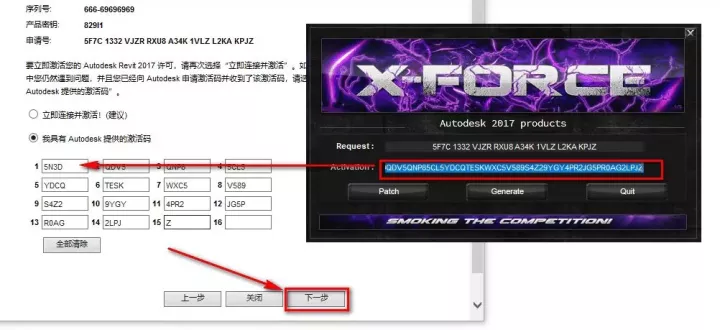 序列号: 666-69696969
产品密钥: 829I1
申请号: 5F7C 1332 VJZR RXU8 A34K 1VLZ L2KA KPJZ
要立即激活您的 Autodesk Revit 2017 许可，请再次选择“立即连接并激活”。如
中您仍然遇到问题，并且您已经向 Autodesk 申请激活码并收到了该激活码，请选
Autodesk 提供的激活码”。
立即连接并激活! (建议)
我具有 Autodesk 提供的激活码
1 5N3D 2 QDV5 3 QNP8 4 5CL5
5 YDCQ 6 TESK 7 WXC5 8 V589
9 S4Z2 10 9YGY 11 4PR2 12 JG5P
13 R0AG 14 2LPJ 15 Z 16
全部清除
上一步 关闭 下一步
X-FORCE
Autodesk 2017 products
Request: 5F7C 1332 VJZR RXU8 A34K 1VLZ L2KA KPJZ
Activation: QDV5QNP85CL5YDCQTESKWXC5V589S4Z29YGY4PR2JG5PR0AG2LPJZ
Patch Generate Quit
SMOKING THE COMPETITION!